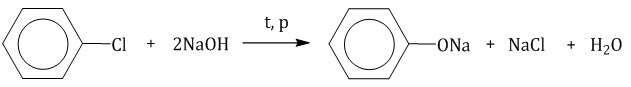 Cl + 2NaOH t, p ONa + NaCl + H₂O